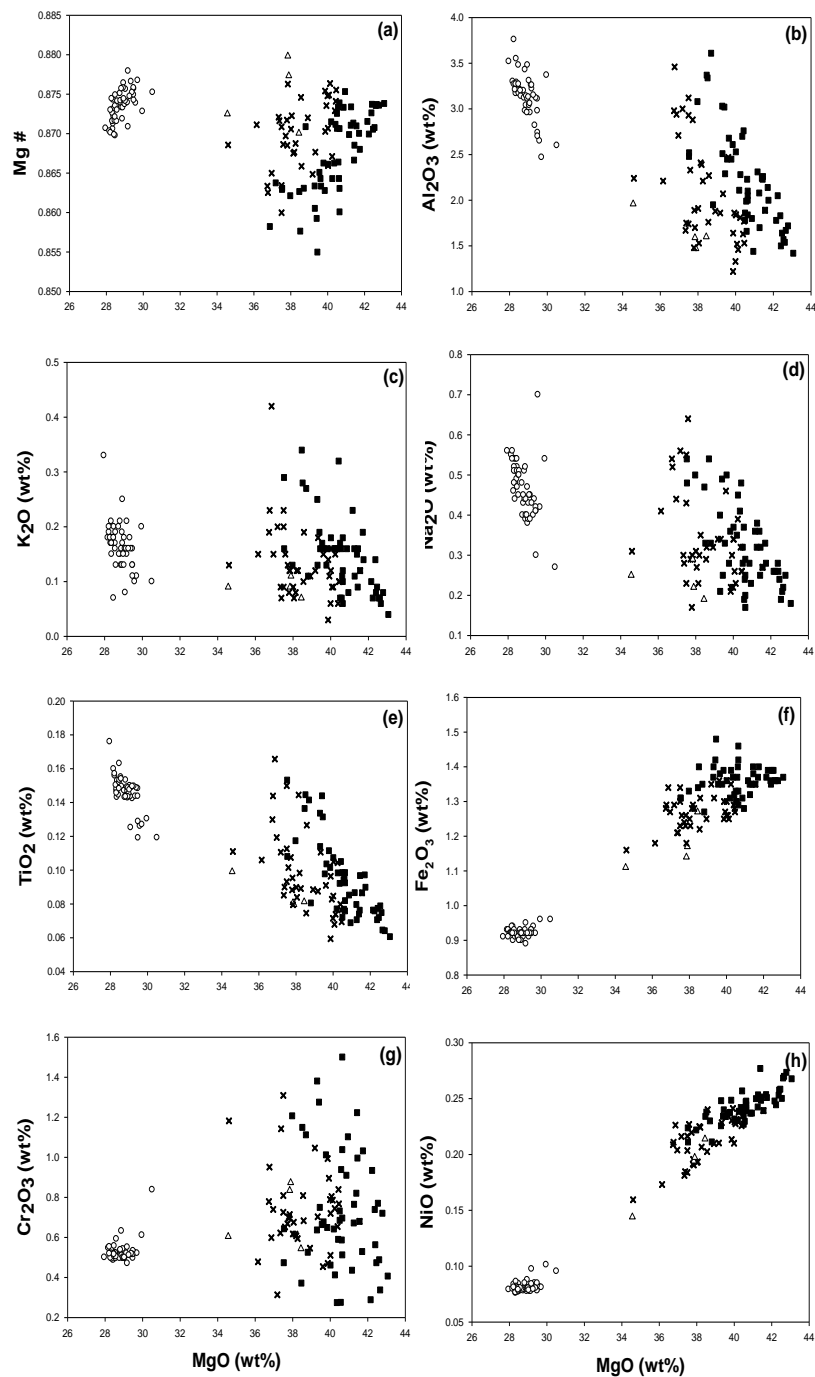 (a)
0.885
0.880
0.875
0.870
0.865
0.860
0.855
0.850
Mg #
26 28 30 32 34 36 38 40 42 44
(b)
4.0
3.5
3.0
2.5
2.0
1.5
1.0
Al2O3 (wt%)
26 28 30 32 34 36 38 40 42 44
(c)
0.5
0.4
0.3
0.2
0.1
0.0
K2O (wt%)
26 28 30 32 34 36 38 40 42 44
(d)
0.8
0.7
0.6
0.5
0.4
0.3
0.2
0.1
Na2O (wt%)
26 28 30 32 34 36 38 40 42 44
(e)
0.20
0.18
0.16
0.14
0.12
0.10
0.08
0.06
0.04
TiO2 (wt%)
26 28 30 32 34 36 38 40 42 44
(f)
1.6
1.5
1.4
1.3
1.2
1.1
1.0
0.9
0.8
Fe2O3 (wt%)
26 28 30 32 34 36 38 40 42 44
(g)
1.6
1.4
1.2
1.0
0.8
0.6
0.4
0.2
Cr2O3 (wt%)
26 28 30 32 34 36 38 40 42 44
MgO (wt%)
(h)
0.30
0.25
0.20
0.15
0.10
0.05
NiO (wt%)
26 28 30 32 34 36 38 40 42 44
MgO (wt%)